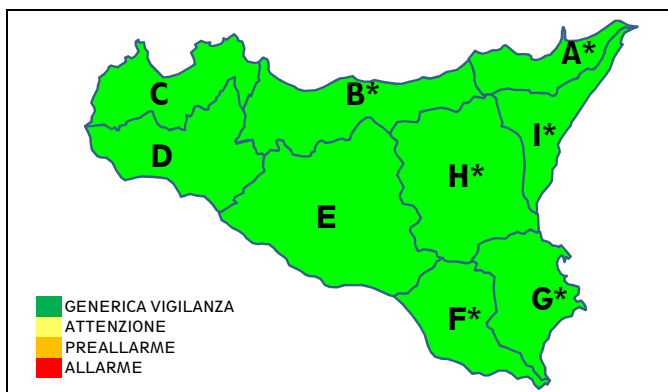 A*
C
B*
I*
D
H*
E
G*
F*
GENERICA VIGILANZA
ATTENZIONE
PREALLARME
ALLARME